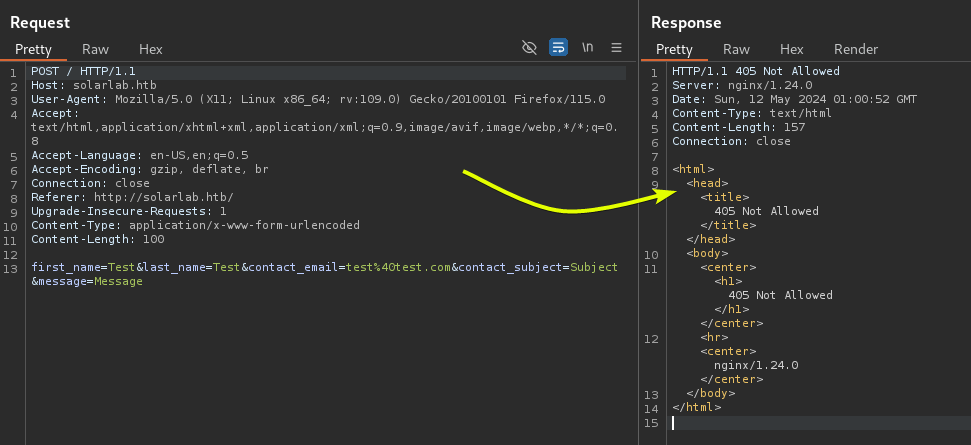 Request
Pretty Raw Hex
\n
1 POST / HTTP/1.1
2 Host: solarlab.htb
3 User-Agent: Mozilla/5.0 (X11; Linux x86_64; rv:109.0) Gecko/20100101 Firefox/115.0
4 Accept:
text/html,application/xhtml+xml,application/xml;q=0.9,image/avif,image/webp,*/*;q=0.
8
5 Accept-Language: en-US,en;q=0.5
6 Accept-Encoding: gzip, deflate, br
7 Connection: close
8 Referer: http://solarlab.htb/
9 Upgrade-Insecure-Requests: 1
10 Content-Type: application/x-www-form-urlencoded
11 Content-Length: 100
12
13 first_name=Test&last_name=Test&contact_email=test%40test.com&contact_subject=Subject
&message=Message
Response
Pretty Raw Hex Render
1 HTTP/1.1 405 Not Allowed
2 Server: nginx/1.24.0
3 Date: Sun, 12 May 2024 01:00:52 GMT
4 Content-Type: text/html
5 Content-Length: 157
6 Connection: close
7
8 <html>
9 <head>
<title>
405 Not Allowed
</title>
</head>
10 <body>
11 <center>
<h1>
405 Not Allowed
</h1>
</center>
12 <hr>
<center>
nginx/1.24.0
</center>
13 </body>
14 </html>
15